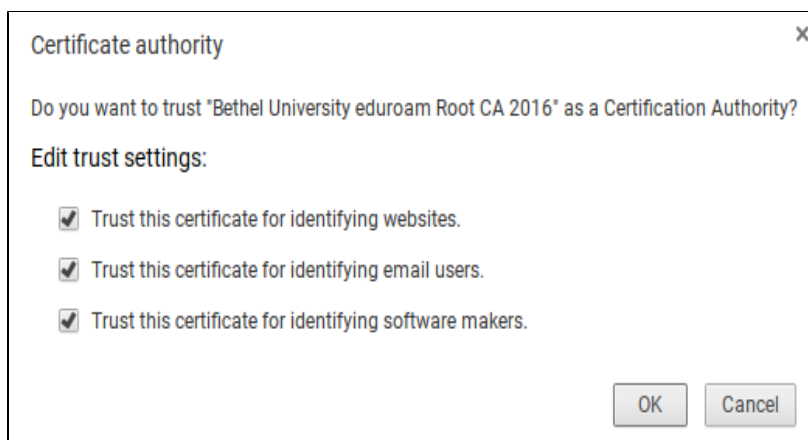 Certificate authority
Do you want to trust "Bethel University eduroam Root CA 2016" as a Certification Authority?
Edit trust settings:
Trust this certificate for identifying websites.
Trust this certificate for identifying email users.
Trust this certificate for identifying software makers.
OK Cancel